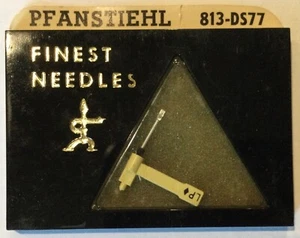 PFANSTIEHL 813-DS77
FINEST
NEEDLES
LP